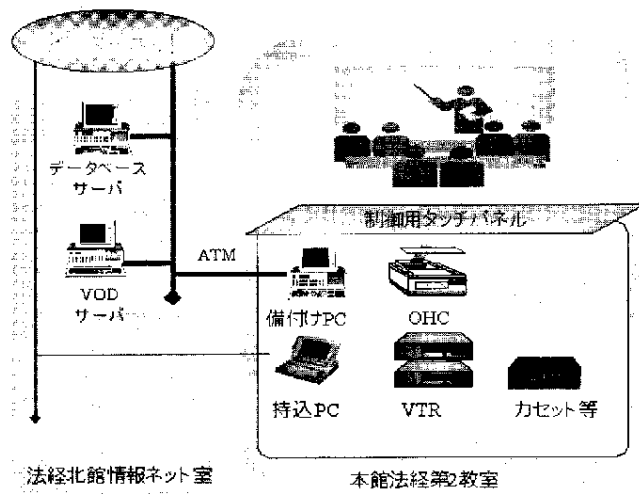 データベース
サーバ
制御用タッチパネル
VOD
サーバ
ATM
備付けPC
OHC
持込PC
VTR
カセット等
法経北館情報ネット室
本館法経第2教室